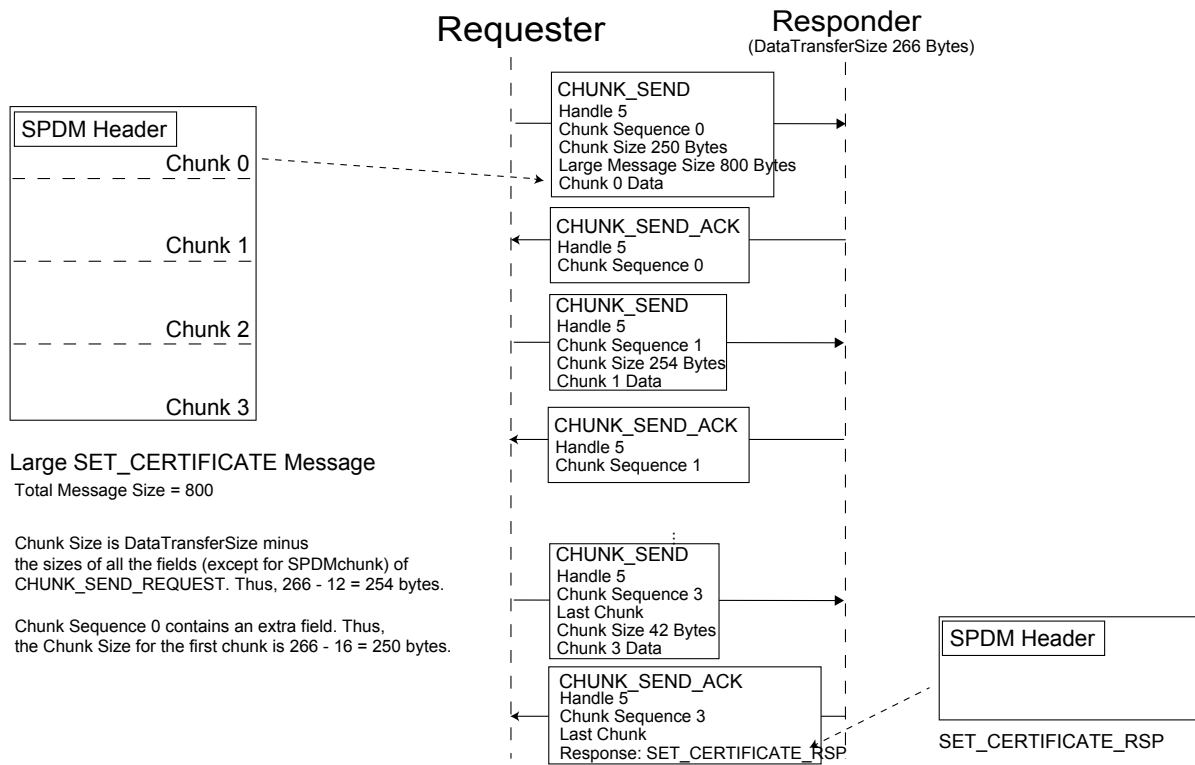 Requester
Responder
(DataTransferSize 266 Bytes)
SPDM Header
Chunk 0
Chunk 1
Chunk 2
Chunk 3
Large SET_CERTIFICATE Message
Total Message Size = 800
Chunk Size is DataTransferSize minus
the sizes of all the fields (except for SPDMchunk) of
CHUNK_SEND_REQUEST. Thus, 266 - 12 = 254 bytes.
Chunk Sequence 0 contains an extra field. Thus,
the Chunk Size for the first chunk is 266 - 16 = 250 bytes.
CHUNK_SEND
Handle 5
Chunk Sequence 0
Chunk Size 250 Bytes
Large Message Size 800 Bytes
Chunk 0 Data
CHUNK_SEND_ACK
Handle 5
Chunk Sequence 0
CHUNK_SEND
Handle 5
Chunk Sequence 1
Chunk Size 254 Bytes
Chunk 1 Data
CHUNK_SEND_ACK
Handle 5
Chunk Sequence 1
CHUNK_SEND
Handle 5
Chunk Sequence 3
Last Chunk
Chunk Size 42 Bytes
Chunk 3 Data
CHUNK_SEND_ACK
Handle 5
Chunk Sequence 3
Last Chunk
Response: SET_CERTIFICATE_RSP
SPDM Header
SET_CERTIFICATE_RSP